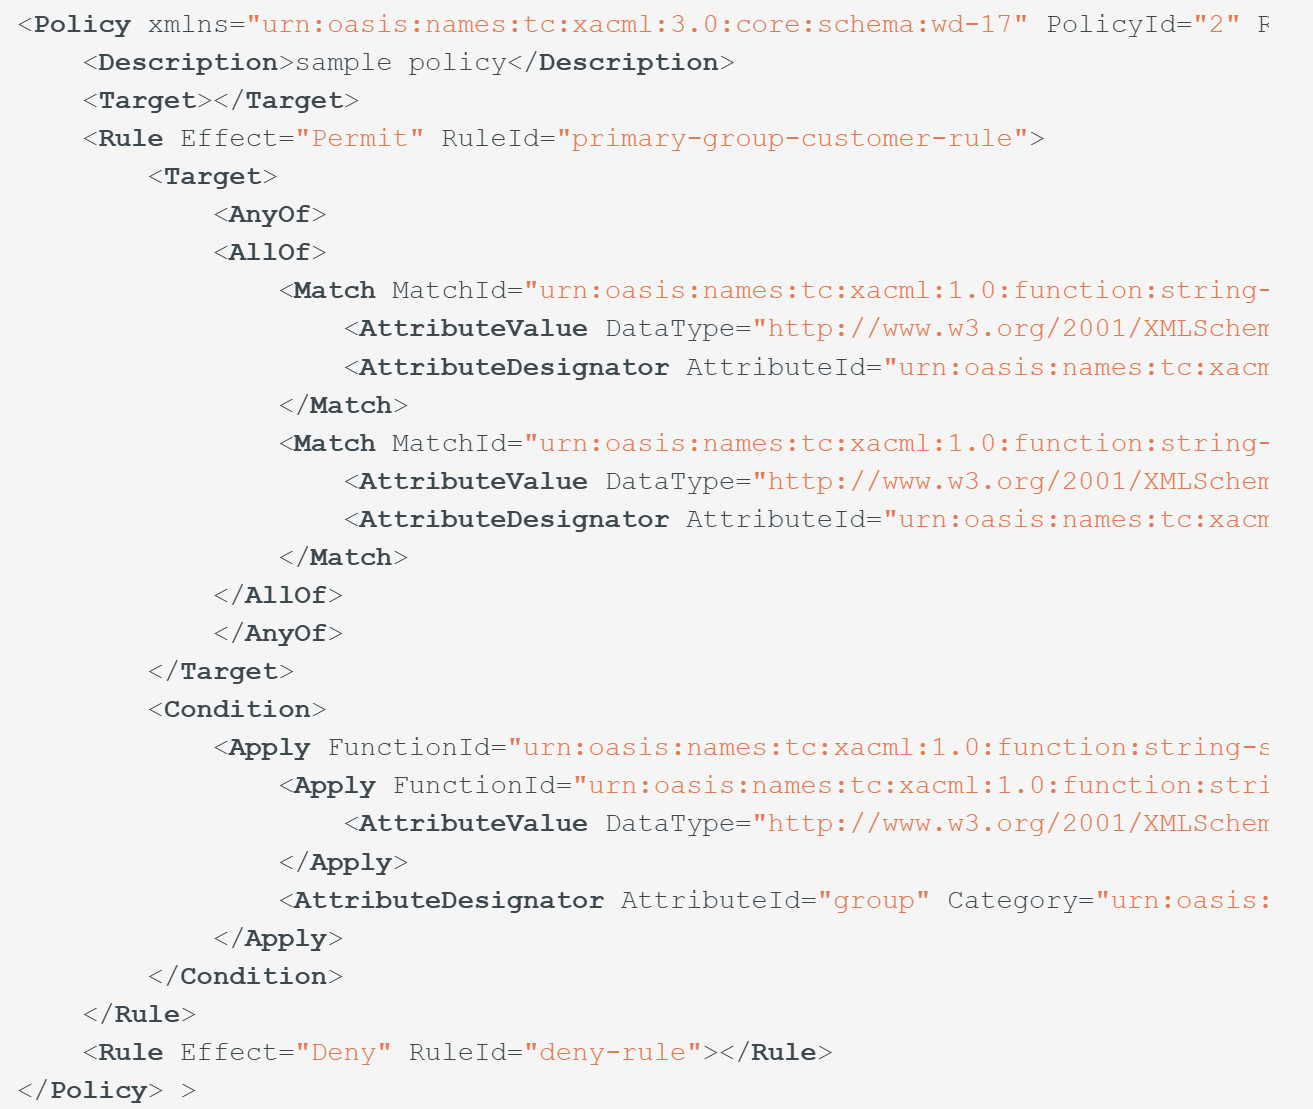 <Policy xmlns="urn:oasis:names:tc:xacml:3.0:core:schema:wd-17" PolicyId="2" R
<Description>sample policy</Description>
<Target></Target>
<Rule Effect="Permit" RuleId="primary-group-customer-rule">
<Target>
<AnyOf>
<AllOf>
<Match MatchId="urn:oasis:names:tc:xacml:1.0:function:string-
<AttributeValue DataType="http://www.w3.org/2001/XMLSchem
<AttributeDesignator AttributeId="urn:oasis:names:tc:xacm
</Match>
<Match MatchId="urn:oasis:names:tc:xacml:1.0:function:string-
<AttributeValue DataType="http://www.w3.org/2001/XMLSchem
<AttributeDesignator AttributeId="urn:oasis:names:tc:xacm
</Match>
</AllOf>
</AnyOf>
</Target>
<Condition>
<Apply FunctionId="urn:oasis:names:tc:xacml:1.0:function:string-s
<Apply FunctionId="urn:oasis:names:tc:xacml:1.0:function:stri
<AttributeValue DataType="http://www.w3.org/2001/XMLSchem
</Apply>
<AttributeDesignator AttributeId="group" Category="urn:oasis:
</Apply>
</Condition>
</Rule>
<Rule Effect="Deny" RuleId="deny-rule"></Rule>
</Policy> >